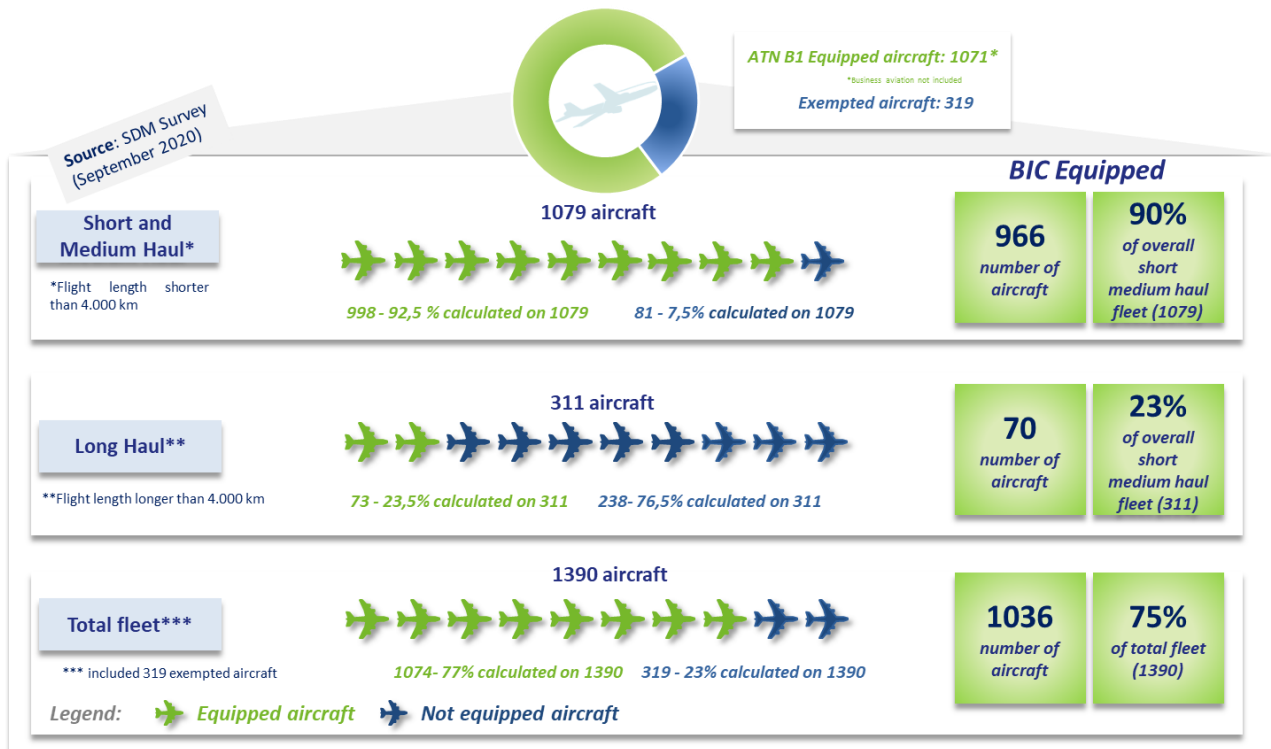 ATN B1 Equipped aircraft: 1071*
*Business aviation not included
Exempted aircraft: 319
Source: SDM Survey
(September 2020)
BIC Equipped
Short and
Medium Haul*
*Flight length shorter
than 4.000 km
1079 aircraft
998 - 92,5 % calculated on 1079
81 - 7,5% calculated on 1079
966
number of
aircraft
90%
of overall
short
medium haul
fleet (1079)
Long Haul**
**Flight length longer than 4.000 km
311 aircraft
73 - 23,5% calculated on 311
238- 76,5% calculated on 311
70
number of
aircraft
23%
of overall
short
medium haul
fleet (311)
Total fleet***
*** included 319 exempted aircraft
1390 aircraft
1074- 77% calculated on 1390
319 - 23% calculated on 1390
1036
number of
aircraft
75%
of total fleet
(1390)
Legend:
Equipped aircraft
Not equipped aircraft